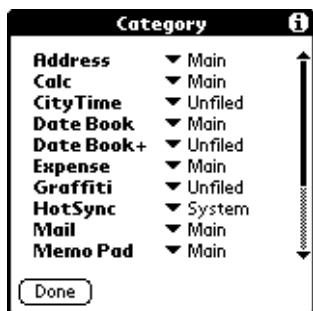 Category
Address Main
Calc Main
CityTime Unfiled
Date Book Main
Date Book+ Unfiled
Expense Main
Graffiti Unfiled
HotSync System
Mail Main
Memo Pad Main
Done